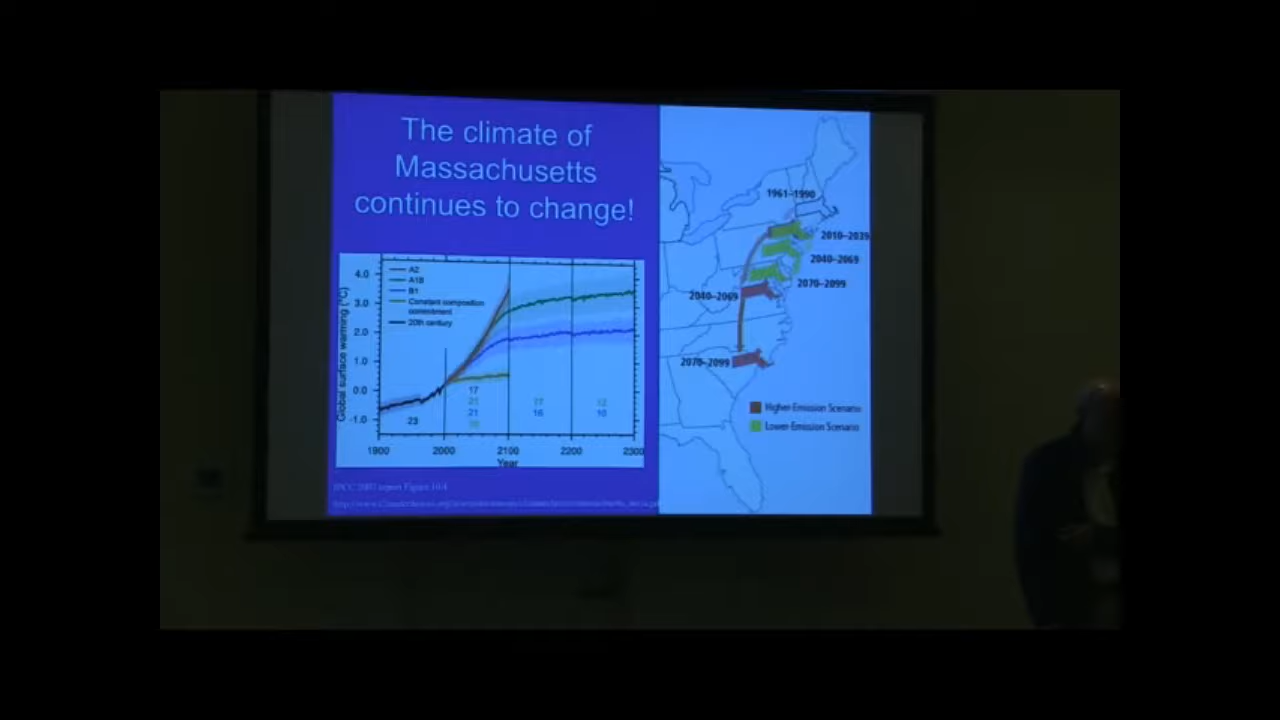 The climate of
Massachusetts
continues to change!
4.0
3.0
2.0
1.0
0.0
-1.0
Global surface warming (°C)
A2
A1B
B1
Constant composition
commitment
20th century
23
17
21
21
16
12
10
1900
2000
2100
2200
2300
Year
IPCC 2007 report Figure 10.4
1961–1990
2010–2039
2040–2069
2070–2099
2040–2069
2070–2099
Higher-Emission Scenario
Lower-Emission Scenario